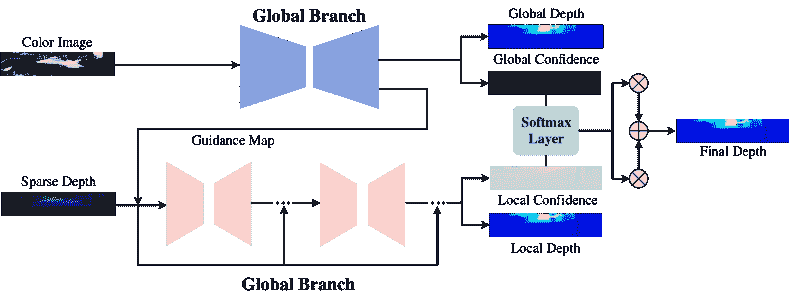 Global Branch
Global Depth
Color Image
Global Confidence
Softmax
Layer
Guidance Map
Final Depth
Sparse Depth
Local Confidence
Local Depth
Global Branch